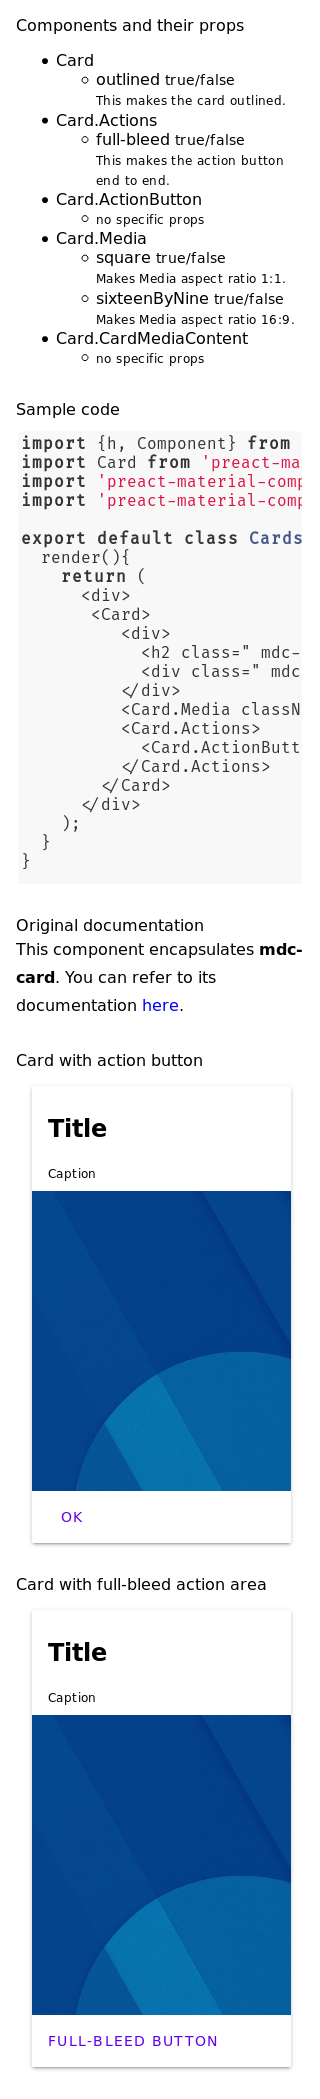 Components and their props
Card
outlined true/false
This makes the card outlined.
Card.Actions
full-bleed true/false
This makes the action button
end to end.
Card.ActionButton
no specific props
Card.Media
square true/false
Makes Media aspect ratio 1:1.
sixteenByNine true/false
Makes Media aspect ratio 16:9.
Card.CardMediaContent
no specific props
Sample code
import {h, Component} from
import Card from 'preact-ma
import 'preact-material-comp
import 'preact-material-comp
export default class Cards
render(){
return (
<div>
<Card>
<div>
<h2 class=" mdc-
<div class=" mdc
</div>
<Card.Media classN
<Card.Actions>
<Card.ActionButt
</Card.Actions>
</Card>
</div>
);
}
}
Original documentation
This component encapsulates mdc-
card. You can refer to its
documentation here.
Card with action button
Title
Caption
OK
Card with full-bleed action area
Title
Caption
FULL-BLEED BUTTON